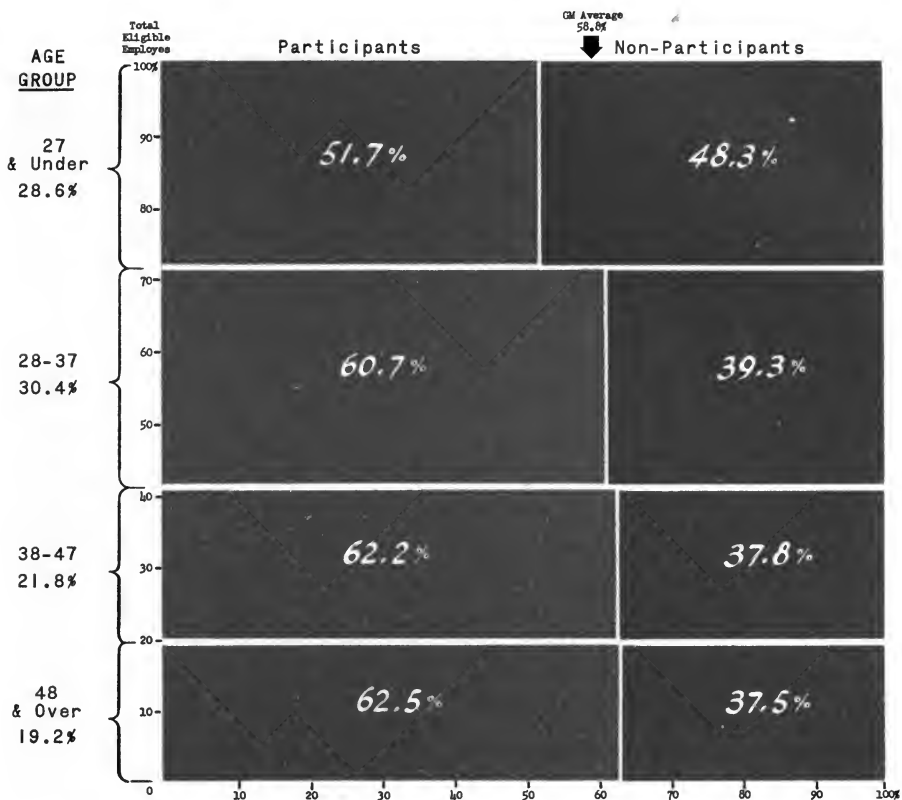 GM Average
58.8%
Total
Eligible
Employes
Participants
Non-Participants
AGE
GROUP
100%
27
& Under
28.6%
90
80
51.7%
48.3%
28-37
30.4%
70
60
50
60.7%
39.3%
38-47
21.8%
40
30
20
62.2%
37.8%
48
& Over
19.2%
10
0
62.5%
37.5%
10 20 30 40 50 60 70 80 90 100%